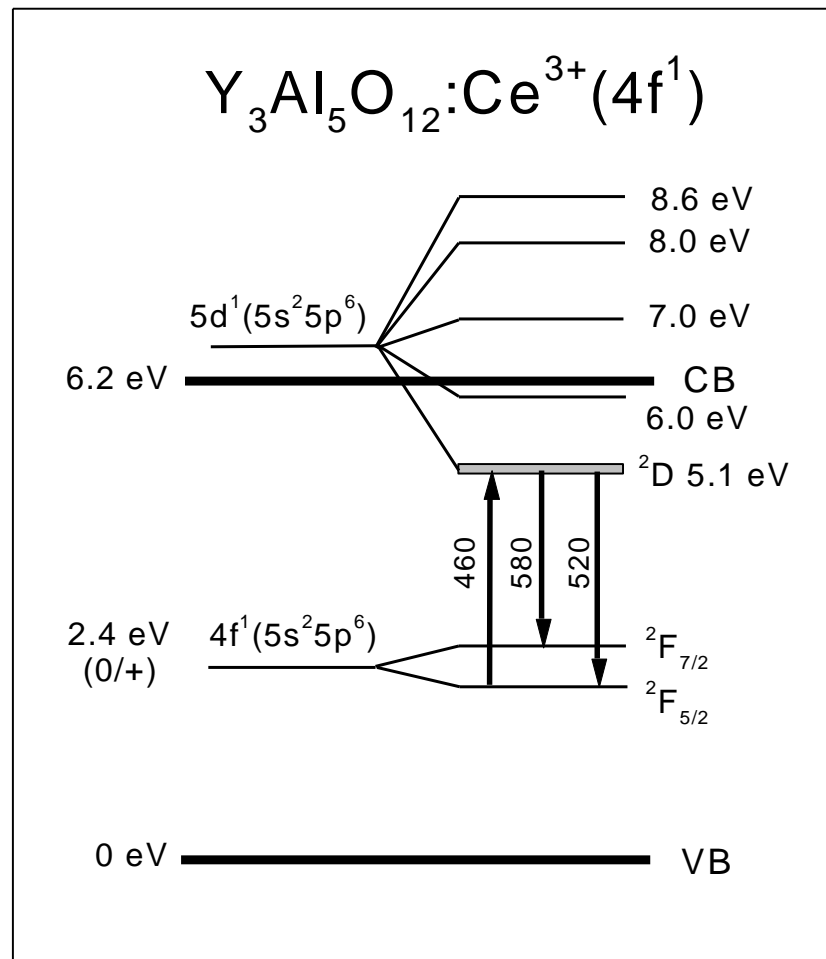 Y₃Al₅O₁₂:Ce³⁺(4f¹)
8.6 eV
8.0 eV
5d¹(5s²5p⁶)
7.0 eV
6.2 eV
CB
6.0 eV
²D 5.1 eV
460
580
520
2.4 eV
(0/+)
4f¹(5s²5p⁶)
²F₇/₂
²F₅/₂
0 eV
VB